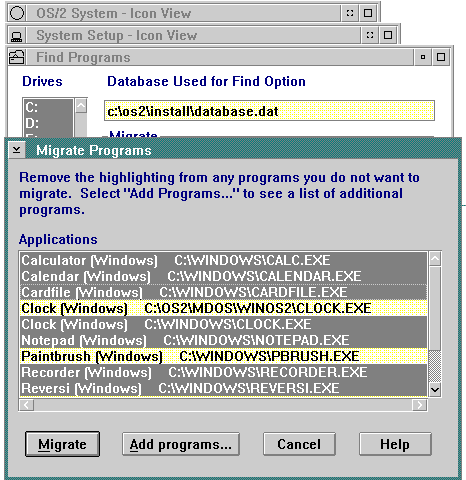 OS/2 System - Icon View
System Setup - Icon View
Find Programs
Drives Database Used for Find Option
C:
D:
c:\os2\install\database.dat
Migrate
Migrate Programs
Remove the highlighting from any programs you do not want to
migrate. Select "Add Programs..." to see a list of additional
programs.
Applications
Calculator (Windows) C:\WINDOWS\CALC.EXE
Calendar (Windows) C:\WINDOWS\CALENDAR.EXE
Cardfile (Windows) C:\WINDOWS\CARDFILE.EXE
Clock (Windows) C:\OS2\MDOS\WINOS2\CLOCK.EXE
Clock (Windows) C:\WINDOWS\CLOCK.EXE
Notepad (Windows) C:\WINDOWS\NOTEPAD.EXE
Paintbrush (Windows) C:\WINDOWS\PBRUSH.EXE
Recorder (Windows) C:\WINDOWS\RECORDER.EXE
Reversi (Windows) C:\WINDOWS\REVERSI.EXE
Migrate Add programs... Cancel Help